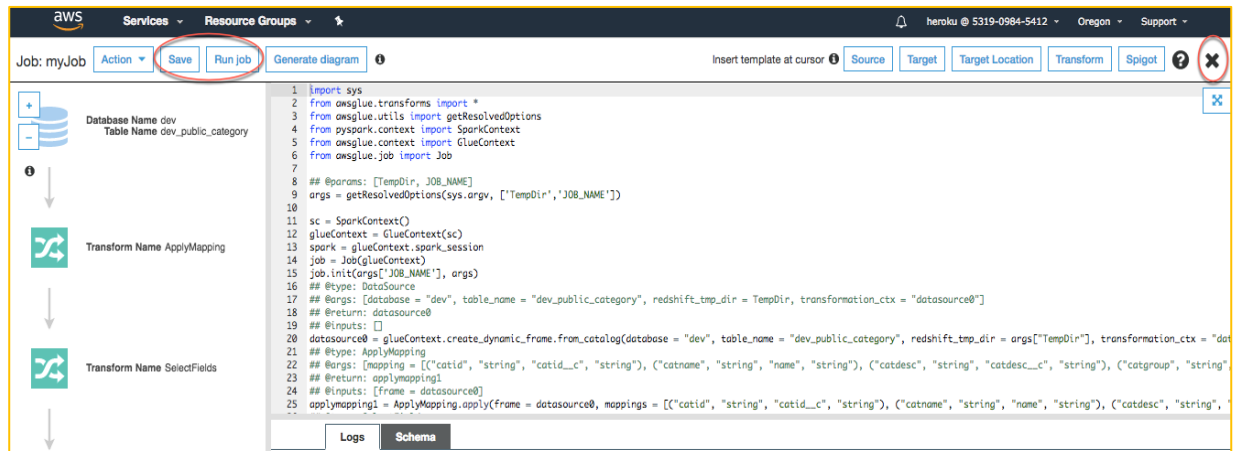 aws Services Resource Groups heroku @ 5319-0984-5412 Oregon Support
Job: myJob Action Save Run job Generate diagram Insert template at cursor Source Target Target Location Transform Spigot
Database Name dev
Table Name dev_public_category
Transform Name ApplyMapping
Transform Name SelectFields
1 import sys
2 from awsglue.transforms import *
3 from awsglue.utils import getResolvedOptions
4 from pyspark.context import SparkContext
5 from awsglue.context import GlueContext
6 from awsglue.job import Job
7
8 ## @params: [TempDir, JOB_NAME]
9 args = getResolvedOptions(sys.argv, ['TempDir','JOB_NAME'])
10
11 sc = SparkContext()
12 glueContext = GlueContext(sc)
13 spark = glueContext.spark_session
14 job = Job(glueContext)
15 job.init(args['JOB_NAME'], args)
16 ## @type: DataSource
17 ## @args: [database = "dev", table_name = "dev_public_category", redshift_tmp_dir = TempDir, transformation_ctx = "datasource0"]
18 ## @return: datasource0
19 ## @inputs: []
20 datasource0 = glueContext.create_dynamic_frame.from_catalog(database = "dev", table_name = "dev_public_category", redshift_tmp_dir = args["TempDir"], transformation_ctx = "dat
21 ## @type: ApplyMapping
22 ## @args: [mapping = [("catid", "string", "catid__c", "string"), ("catname", "string", "name", "string"), ("catdesc", "string", "catdesc__c", "string"), ("catgroup", "string",
23 ## @return: applymapping1
24 ## @inputs: [frame = datasource0]
25 applymapping1 = ApplyMapping.apply(frame = datasource0, mappings = [("catid", "string", "catid__c", "string"), ("catname", "string", "name", "string"), ("catdesc", "string", "
Logs Schema